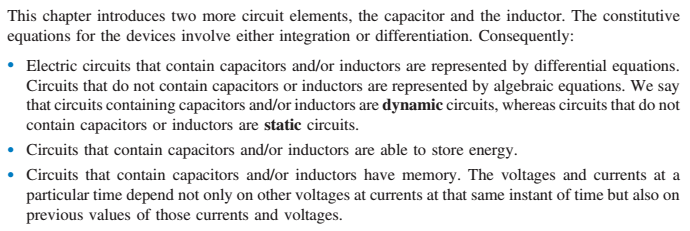 This chapter introduces two more circuit elements, the capacitor and the inductor. The constitutive
equations for the devices involve either integration or differentiation. Consequently:
• Electric circuits that contain capacitors and/or inductors are represented by differential equations.
Circuits that do not contain capacitors or inductors are represented by algebraic equations. We say
that circuits containing capacitors and/or inductors are dynamic circuits, whereas circuits that do not
contain capacitors or inductors are static circuits.
• Circuits that contain capacitors and/or inductors are able to store energy.
• Circuits that contain capacitors and/or inductors have memory. The voltages and currents at a
particular time depend not only on other voltages at currents at that same instant of time but also on
previous values of those currents and voltages.